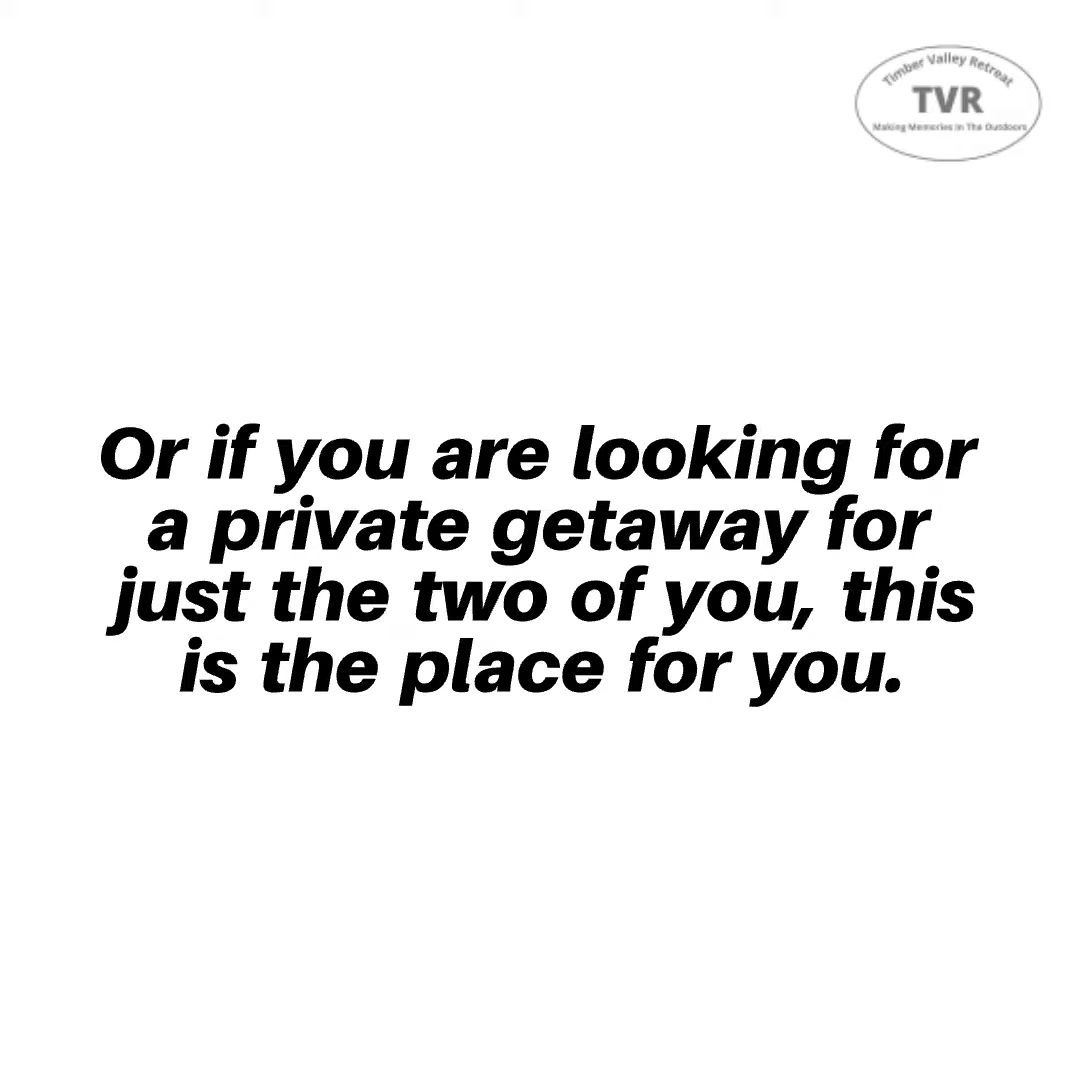 Timber Valley Retreat
TVR
Making Memories In The Outdoors
Or if you are looking for
a private getaway for
just the two of you, this
is the place for you.